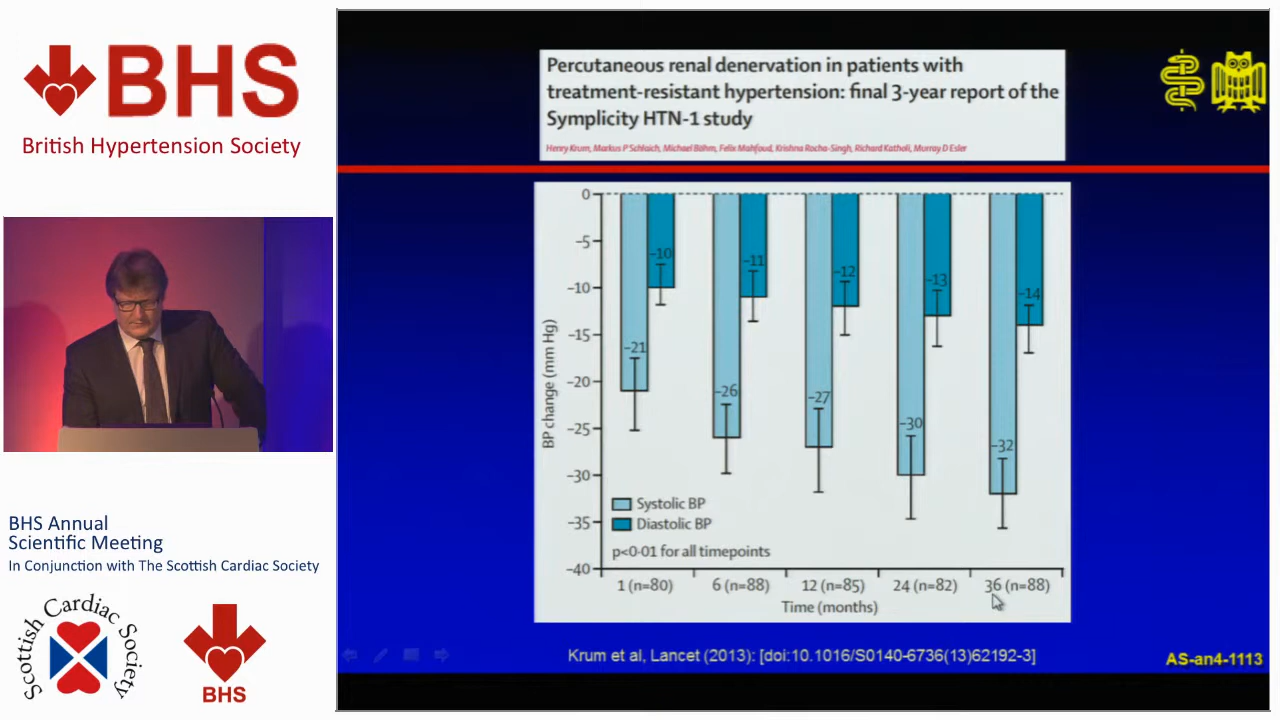 BHS
British Hypertension Society
BHS Annual
Scientific Meeting
In Conjunction with The Scottish Cardiac Society
Scottish Cardiac Society
BHS
Percutaneous renal denervation in patients with
treatment-resistant hypertension: final 3-year report of the
Symplicity HTN-1 study
Henry Krum, Markus P Schlaich, Michael Böhm, Felix Mahfoud, Krishna Rocha-Singh, Richard Katholi, Murray D Esler
0
−5
−10
−15
−20
−25
−30
−35
−40
BP change (mm Hg)
−21
−10
−26
−11
−27
−12
−30
−13
−32
−14
Systolic BP
Diastolic BP
p<0·01 for all timepoints
1 (n=80)
6 (n=88)
12 (n=85)
24 (n=82)
36 (n=88)
Time (months)
Krum et al, Lancet (2013): [doi:10.1016/S0140-6736(13)62192-3]
AS-an4-1113